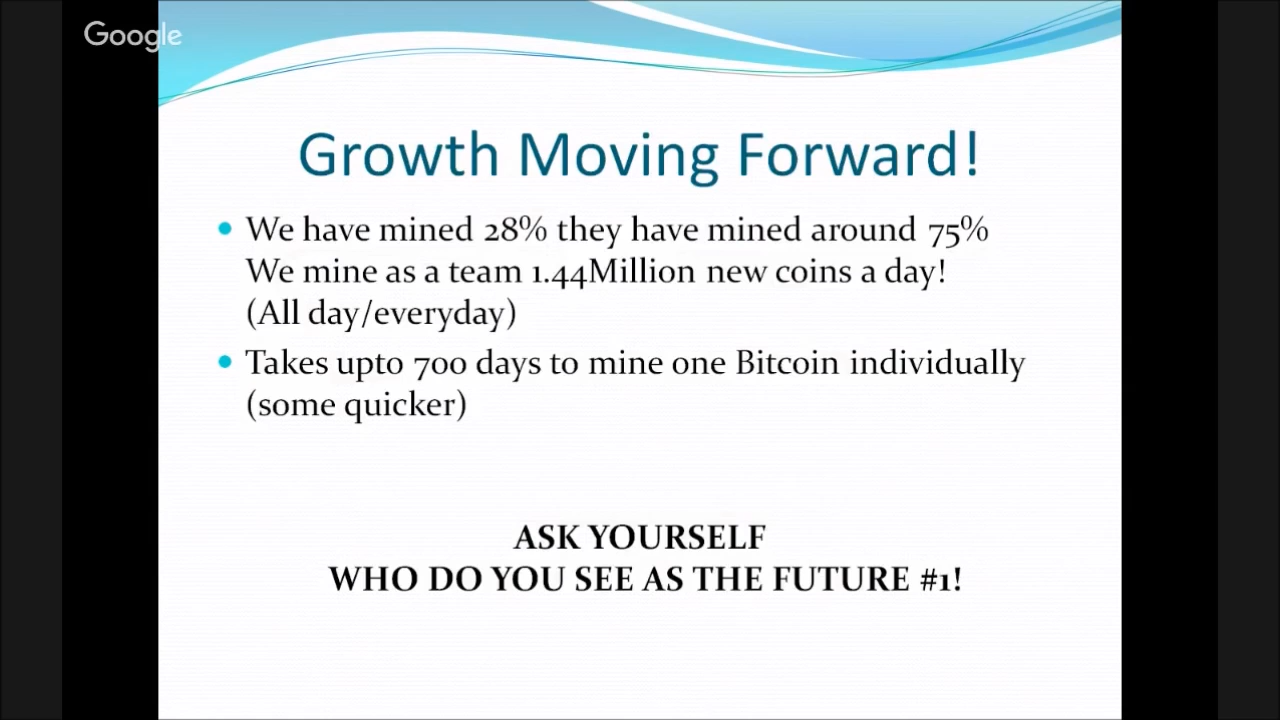 Google
Growth Moving Forward!
We have mined 28% they have mined around 75%
We mine as a team 1.44Million new coins a day!
(All day/everyday)
Takes upto 700 days to mine one Bitcoin individually
(some quicker)
ASK YOURSELF
WHO DO YOU SEE AS THE FUTURE #1!